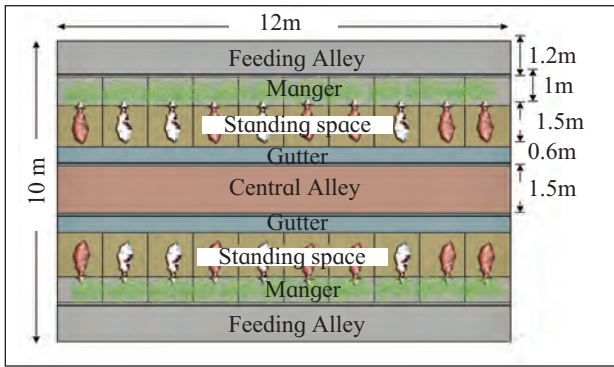 12m
Feeding Alley
1.2m
Manger
1m
Standing space
1.5m
Gutter
0.6m
10 m
Central Alley
1.5m
Gutter
Standing space
Manger
Feeding Alley